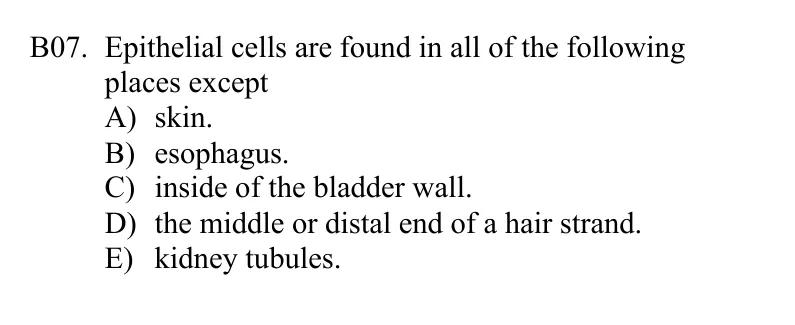 B07. Epithelial cells are found in all of the following
places except
A) skin.
B) esophagus.
C) inside of the bladder wall.
D) the middle or distal end of a hair strand.
E) kidney tubules.